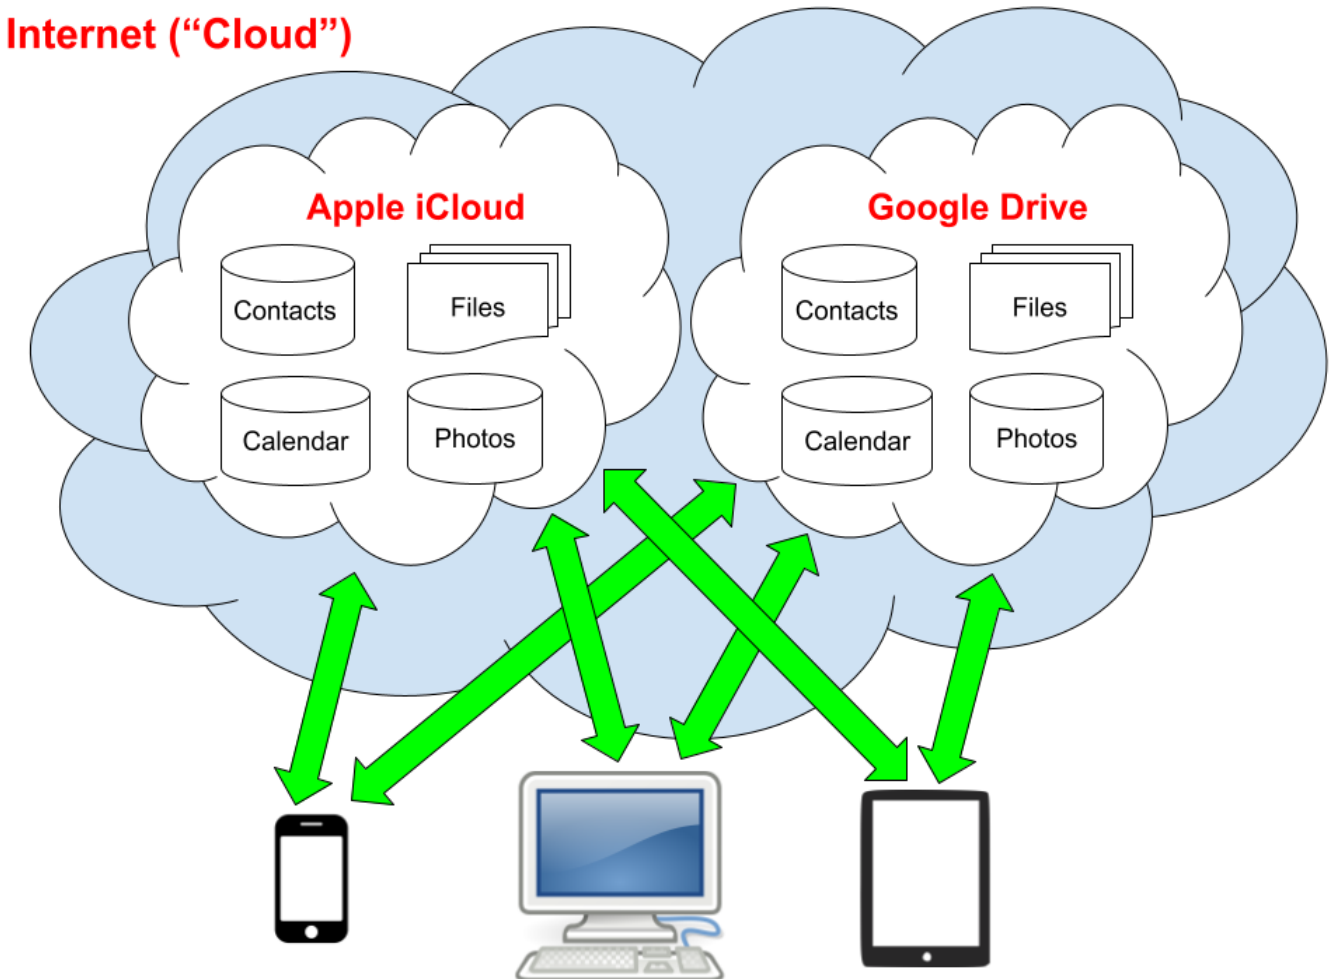 Internet (“Cloud”)
Apple iCloud
Google Drive
Contacts
Files
Contacts
Files
Calendar
Photos
Calendar
Photos